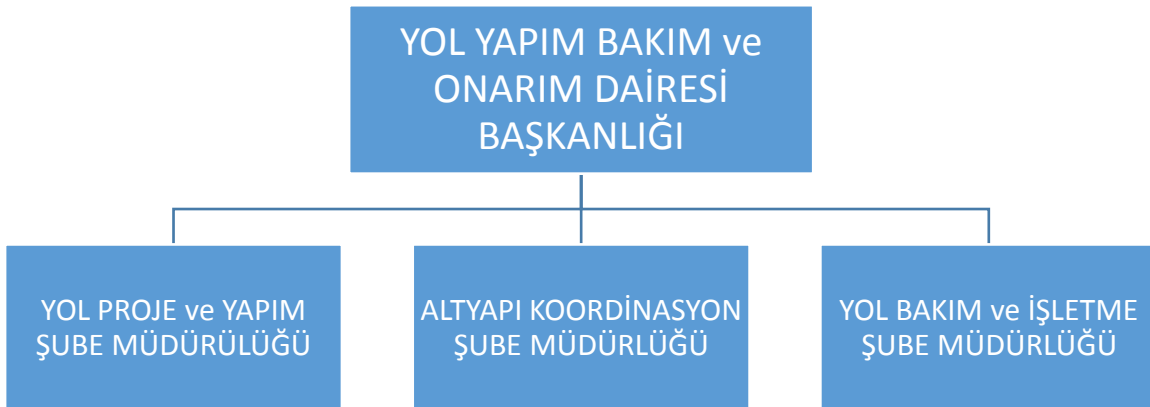 YOL YAPIM BAKIM ve
ONARIM DAİRESİ
BAŞKANLIĞI
YOL PROJE ve YAPIM
ŞUBE MÜDÜRÜLÜĞÜ
ALTYAPI KOORDİNASYON
ŞUBE MÜDÜRLÜĞÜ
YOL BAKIM ve İŞLETME
ŞUBE MÜDÜRLÜĞÜ